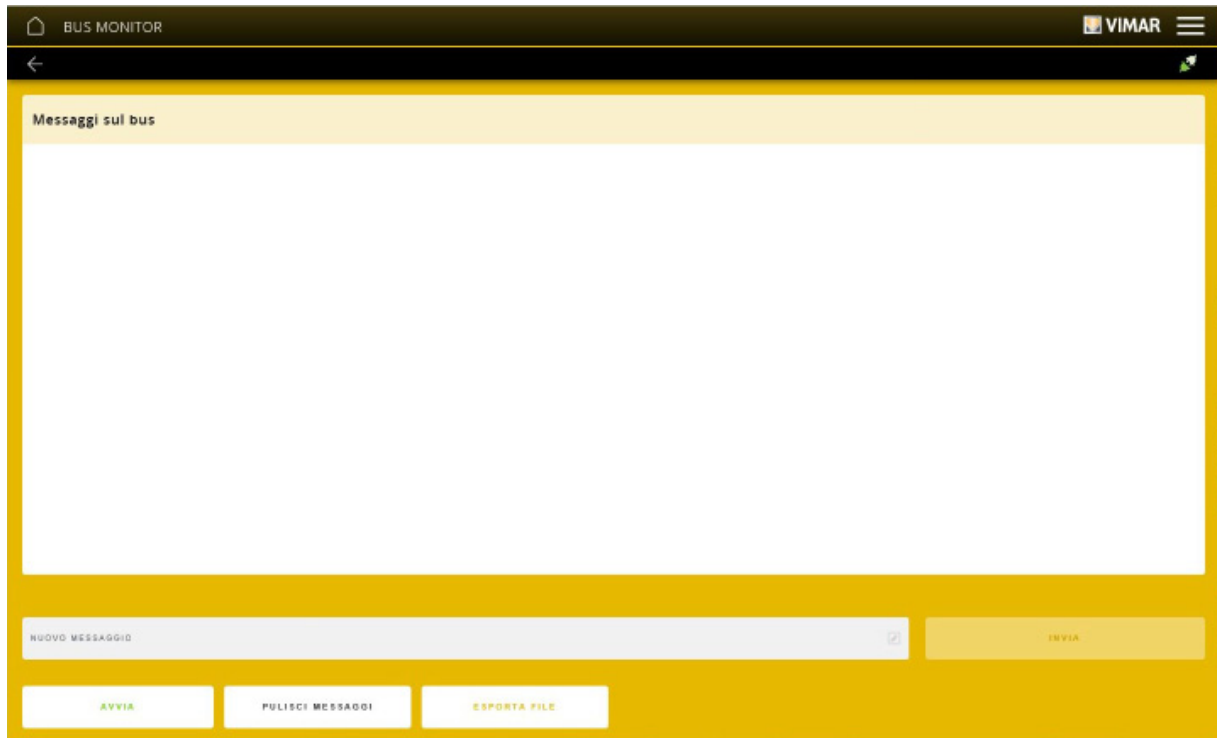 BUS MONITOR
VIMAR
Messaggi sul bus
NUOVO MESSAGGIO
INVIA
AVVIA
PULISCI MESSAGGI
ESPORTA FILE